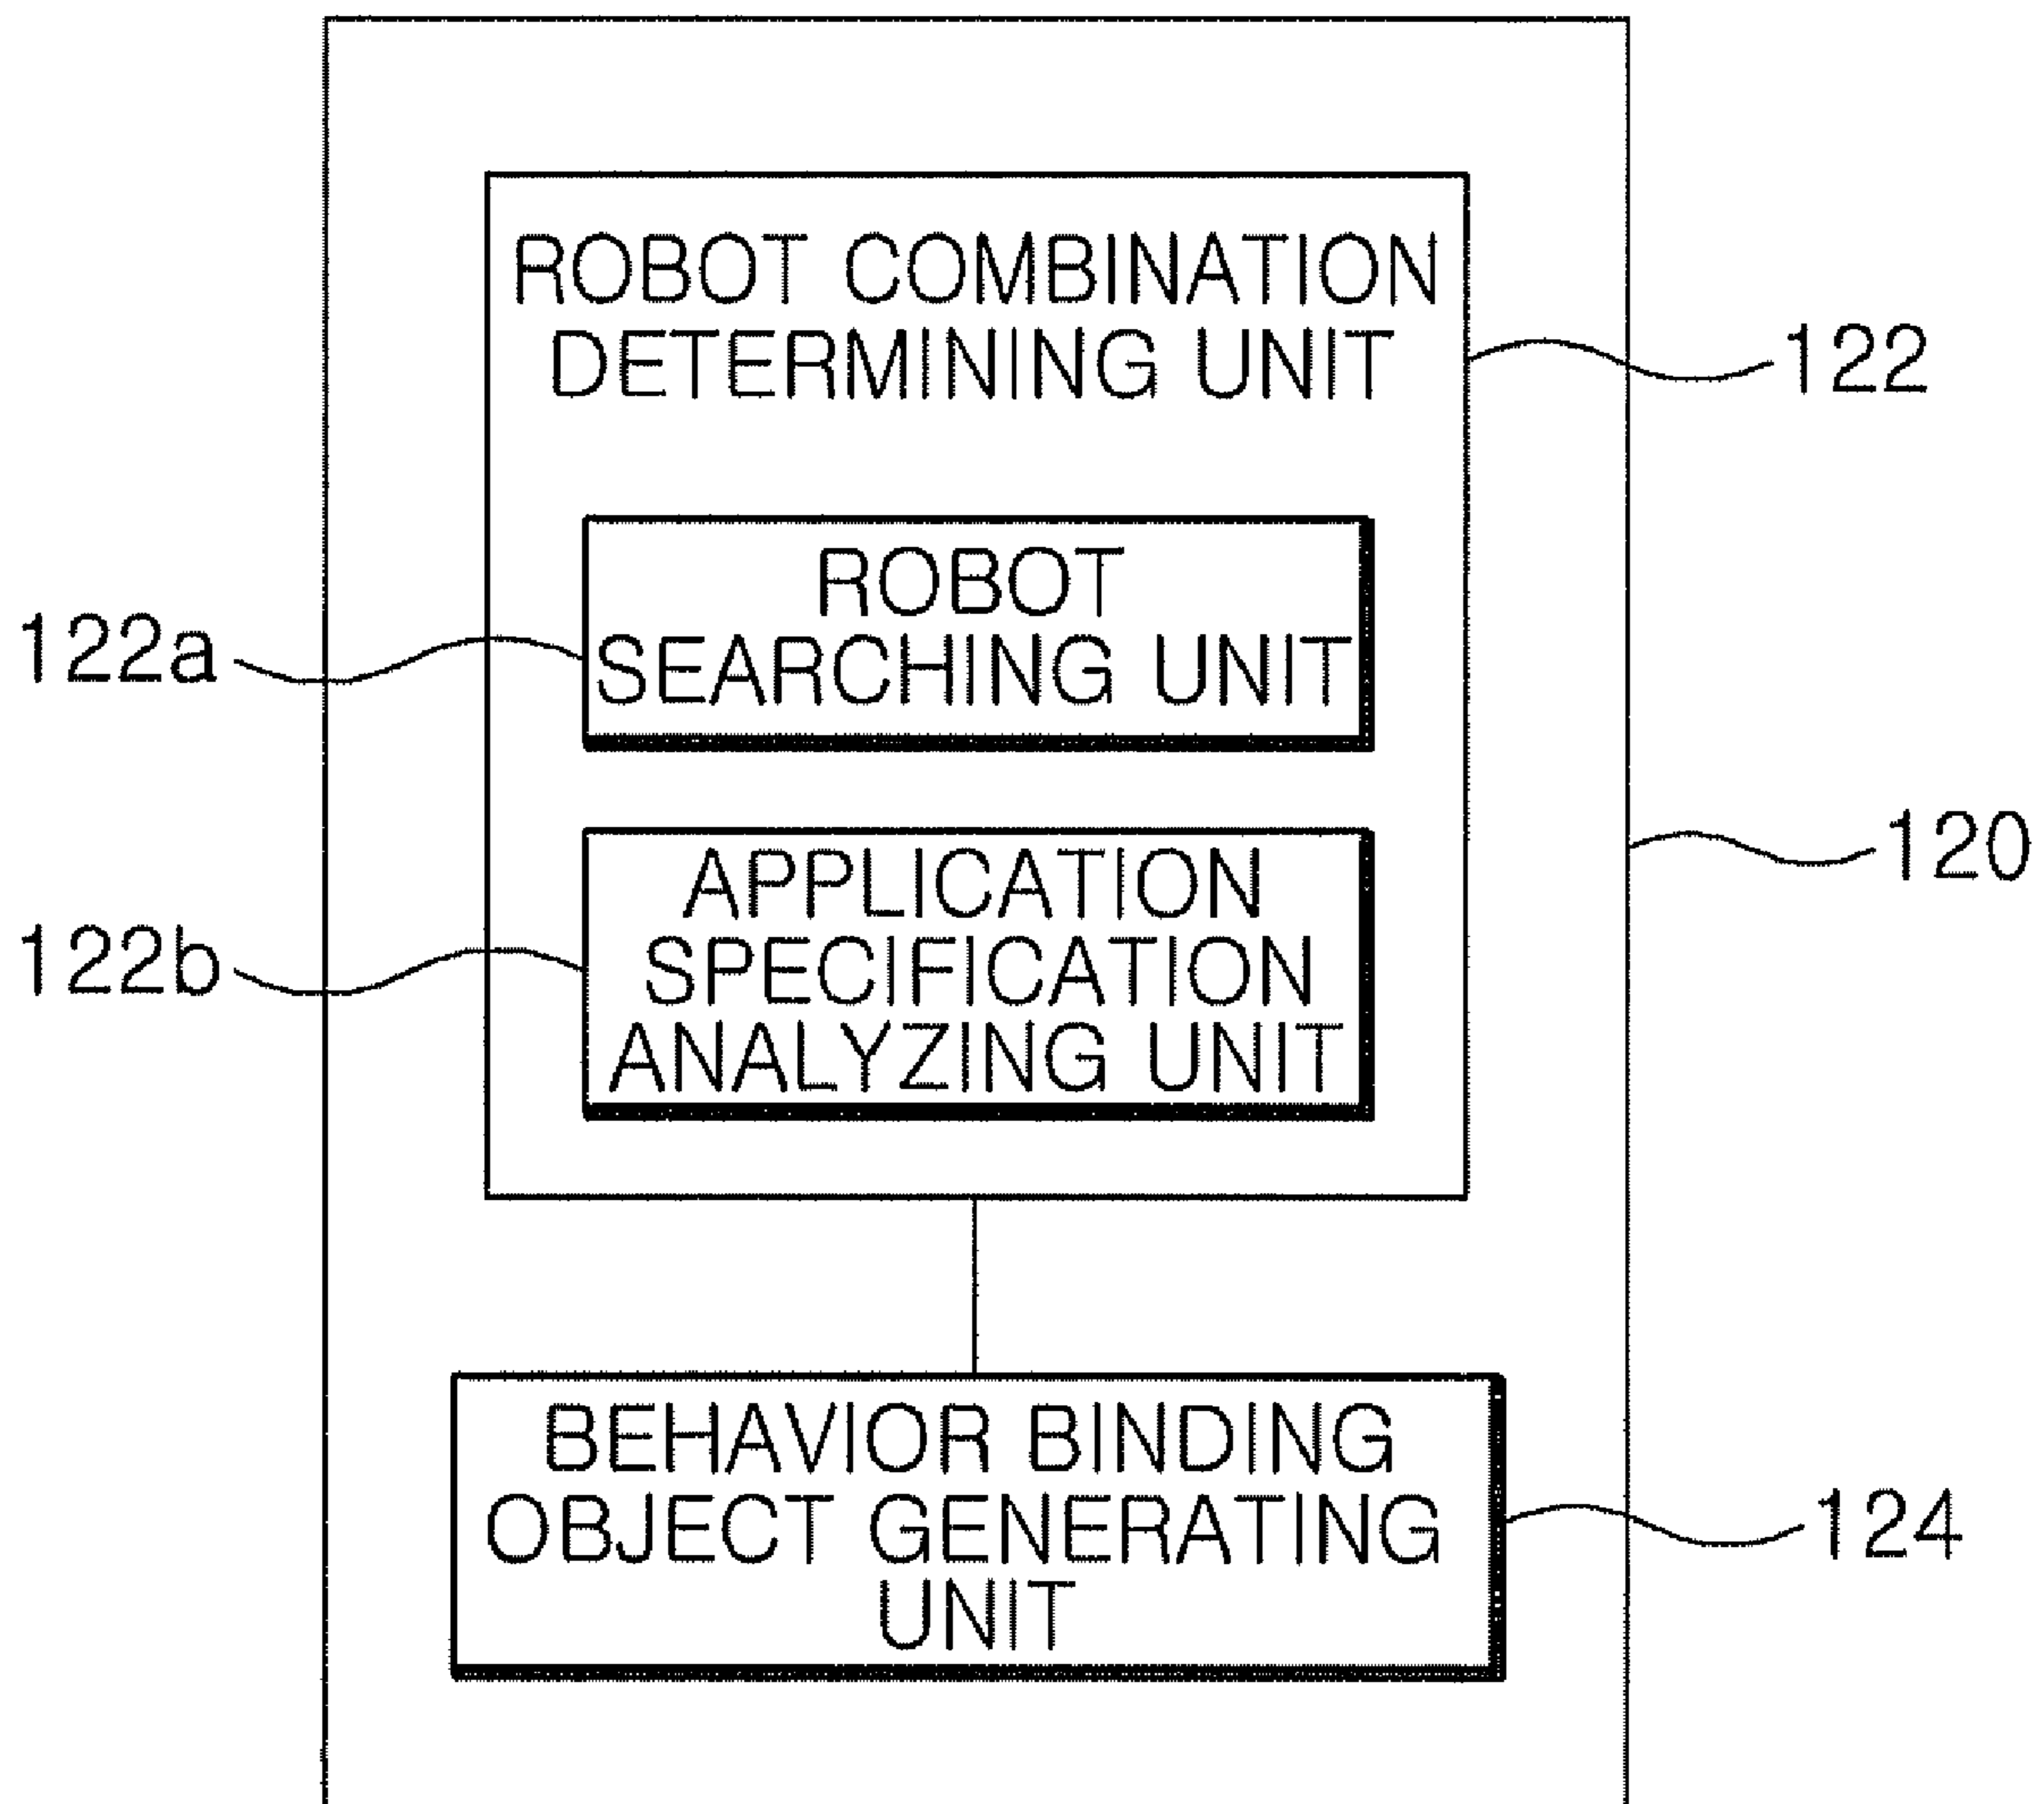 ROBOT COMBINATION
DETERMINING UNIT
122
ROBOT
SEARCHING UNIT
122a
APPLICATION
SPECIFICATION
ANALYZING UNIT
122b
120
BEHAVIOR BINDING
OBJECT GENERATING
UNIT
124